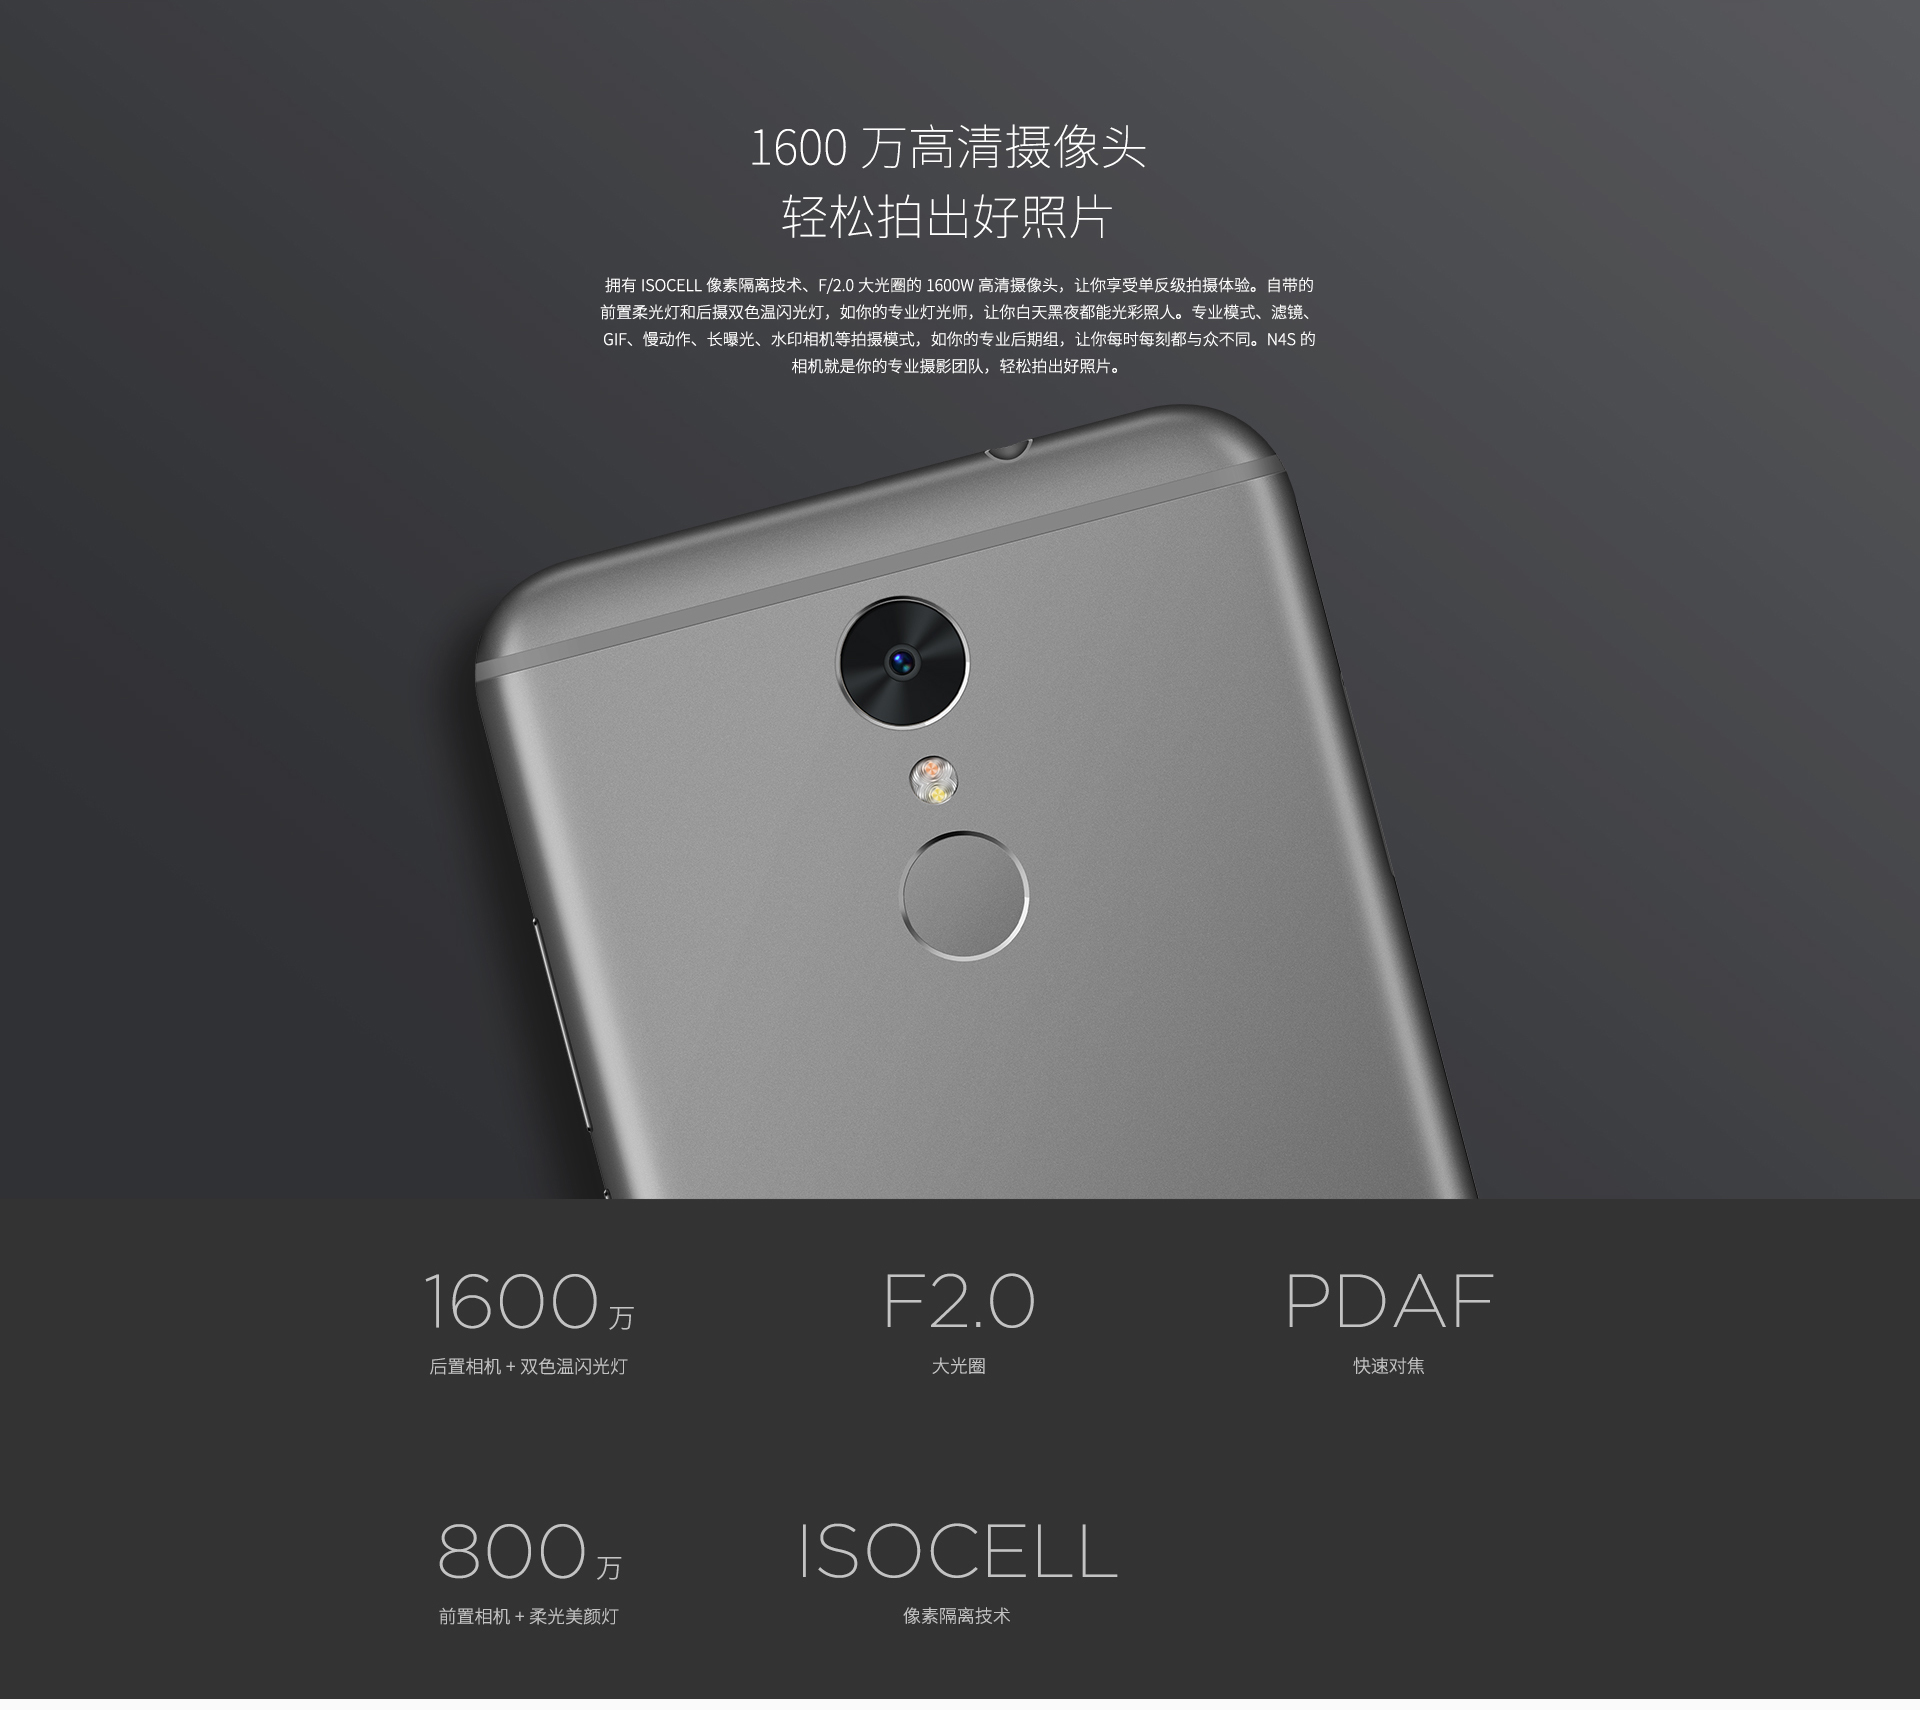 1600 万高清摄像头
轻松拍出好照片
拥有 ISOCELL 像素隔离技术、F/2.0 大光圈的 1600W 高清摄像头，让你享受单反级拍摄体验。自带的
前置柔光灯和后摄双色温闪光灯，如你的专业灯光师，让你白天黑夜都能光彩照人。专业模式、滤镜、
GIF、慢动作、长曝光、水印相机等拍摄模式，如你的专业后期组，让你每时每刻都与众不同。N4S 的
相机就是你的专业摄影团队，轻松拍出好照片。
1600 万
后置相机 + 双色温闪光灯
F2.0
大光圈
PDAF
快速对焦
800 万
前置相机 + 柔光美颜灯
ISOCELL
像素隔离技术